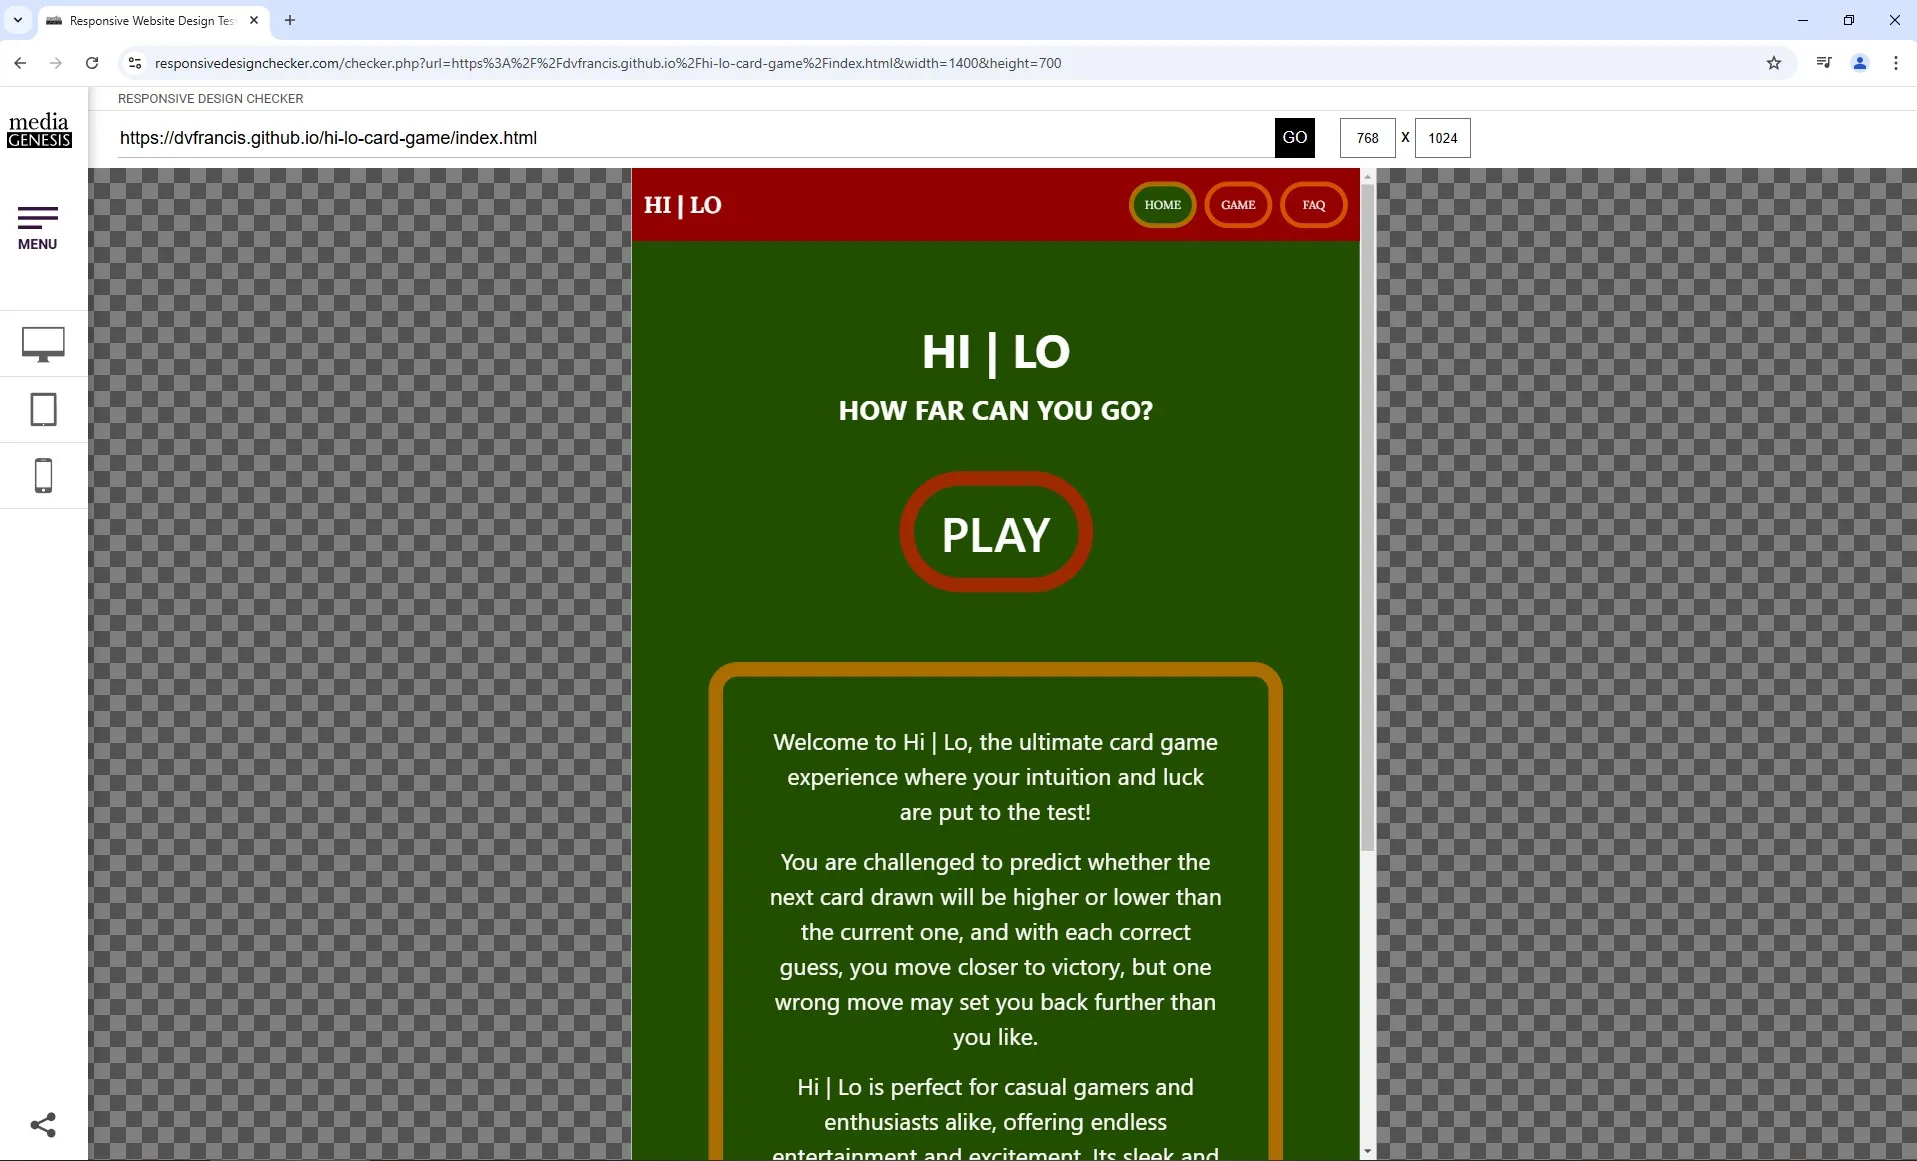 Responsive Website Design Tes
responsivedesignchecker.com/checker.php?url=https%3A%2F%2Fdvfrancis.github.io%2Fhi-lo-card-game%2Findex.html&width=1400&height=700
RESPONSIVE DESIGN CHECKER
media
GENESIS
https://dvfrancis.github.io/hi-lo-card-game/index.html
GO
768 X 1024
MENU
HI | LO
HOME
GAME
FAQ
HI | LO
HOW FAR CAN YOU GO?
PLAY
Welcome to Hi | Lo, the ultimate card game
experience where your intuition and luck
are put to the test!
You are challenged to predict whether the
next card drawn will be higher or lower than
the current one, and with each correct
guess, you move closer to victory, but one
wrong move may set you back further than
you like.
Hi | Lo is perfect for casual gamers and
enthusiasts alike, offering endless
entertainment and excitement. Its sleek and